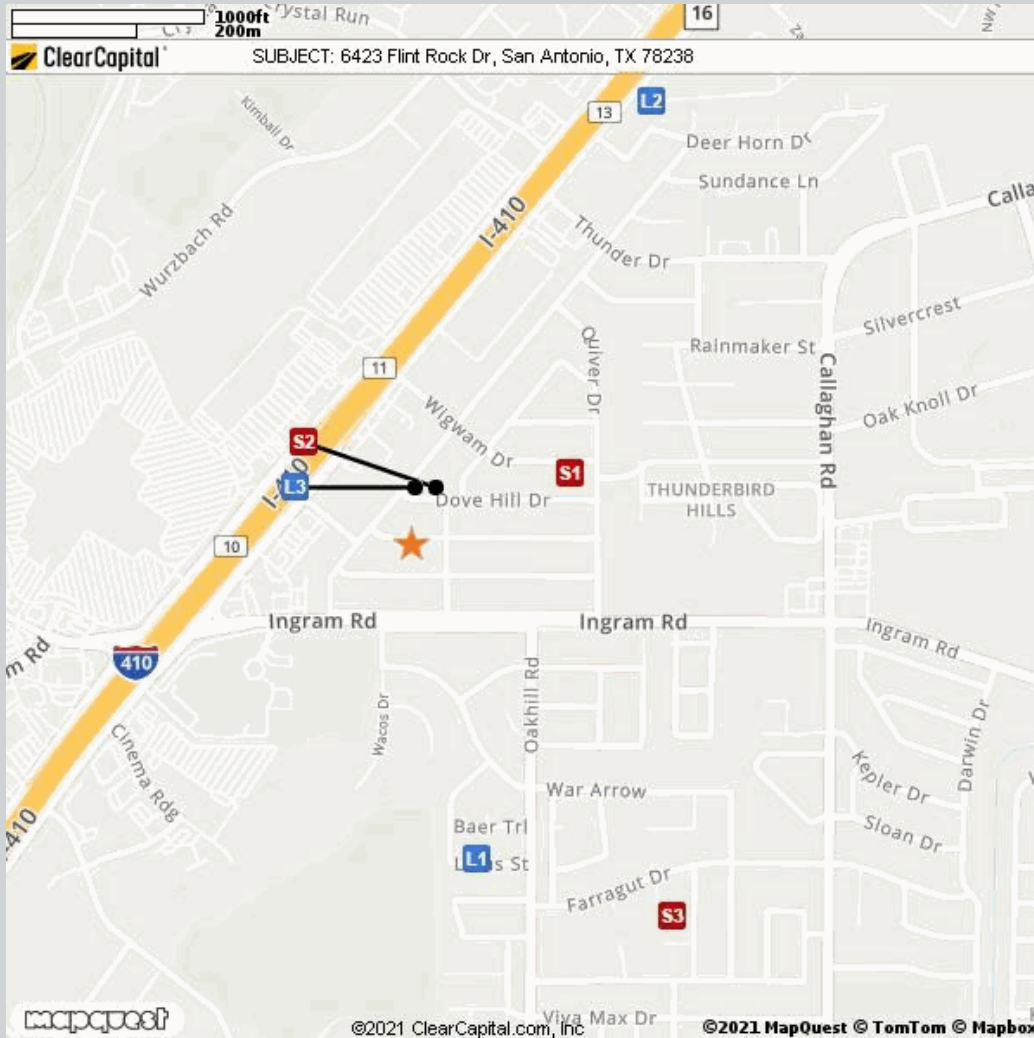 1000ft
200m
rystal Run
16
ClearCapital
SUBJECT: 6423 Flint Rock Dr, San Antonio, TX 78238
L2
13
Kimball Dr
Deer Horn Dr
Sundance Ln
Calla
I-410
Wurzbach Rd
Thunder Dr
Silvercrest
Quiver Dr
Rainmaker St
11
Callaghan Rd
Oak Knoll Dr
Wigwam Dr
S2
S1
L3
THUNDERBIRD
HILLS
Dove Hill Dr
10
Ingram Rd
Ingram Rd
Ingram Rd
m Rd
410
Oakhill Rd
Wacos Dr
Darwin Dr
Cinema Rdg
Kepler Dr
War Arrow
-410
Baer Trl
Sloan Dr
L1
s St
Farragut Dr
S3
mapquest
©2021 ClearCapital.com, Inc
Viva Max Dr
©2021 MapQuest © TomTom © Mapbox